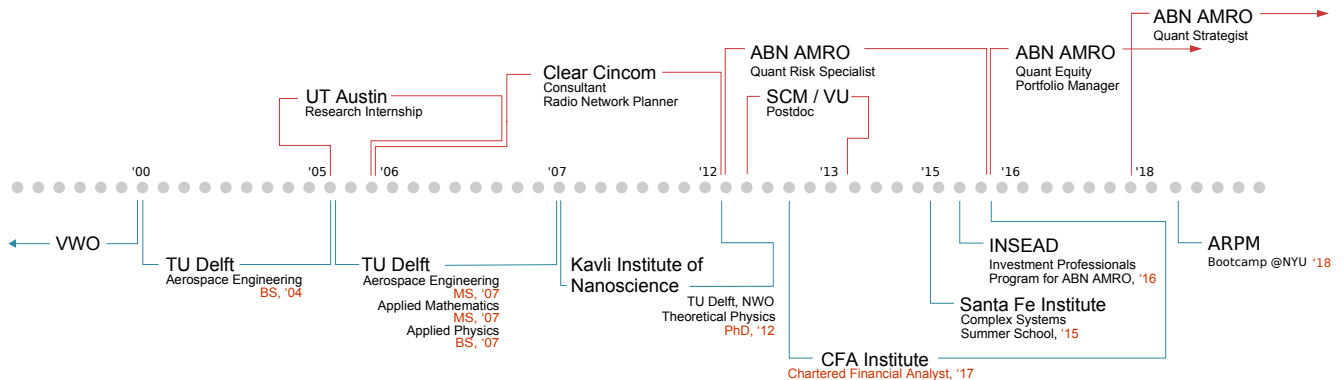 ABN AMRO
Quant Strategist
ABN AMRO
Quant Risk Specialist
ABN AMRO
Quant Equity
Portfolio Manager
Clear Cincom
Consultant
Radio Network Planner
UT Austin
Research Internship
SCM / VU
Postdoc
'00
'05
'06
'07
'12
'13
'15
'16
'18
VWO
TU Delft
Aerospace Engineering
BS, ‘04
TU Delft
Aerospace Engineering
MS, ‘07
Applied Mathematics
MS, ‘07
Applied Physics
BS, ‘07
Kavli Institute of
Nanoscience
TU Delft, NWO
Theoretical Physics
PhD, ‘12
INSEAD
Investment Professionals
Program for ABN AMRO, ‘16
ARPM
Bootcamp @NYU ‘18
Santa Fe Institute
Complex Systems
Summer School, ‘15
CFA Institute
Chartered Financial Analyst, ‘17